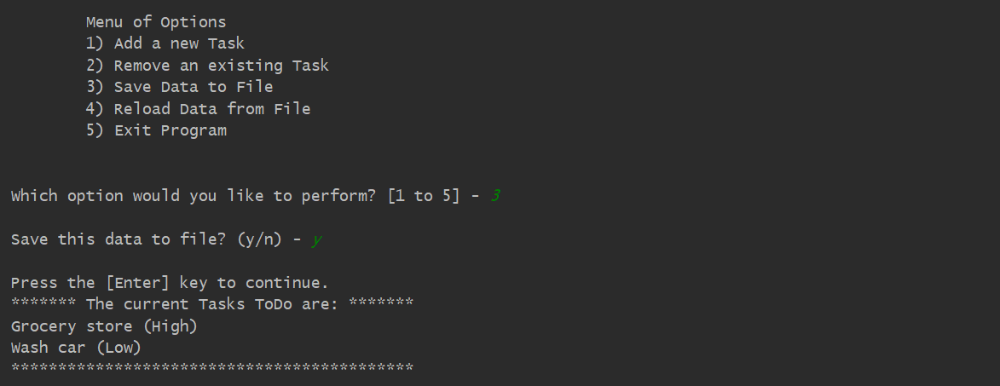 Menu of Options
1) Add a new Task
2) Remove an existing Task
3) Save Data to File
4) Reload Data from File
5) Exit Program
Which option would you like to perform? [1 to 5] - 3
Save this data to file? (y/n) - y
Press the [Enter] key to continue.
******* The current Tasks ToDo are: *******
Grocery store (High)
Wash car (Low)
*******************************************